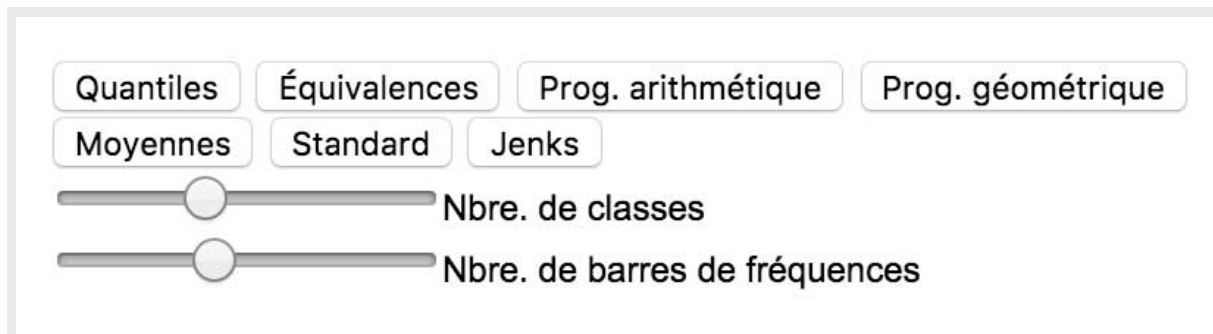 Quantiles Équivalences Prog. arithmétique Prog. géométrique
Moyennes Standard Jenks
Nbre. de classes
Nbre. de barres de fréquences